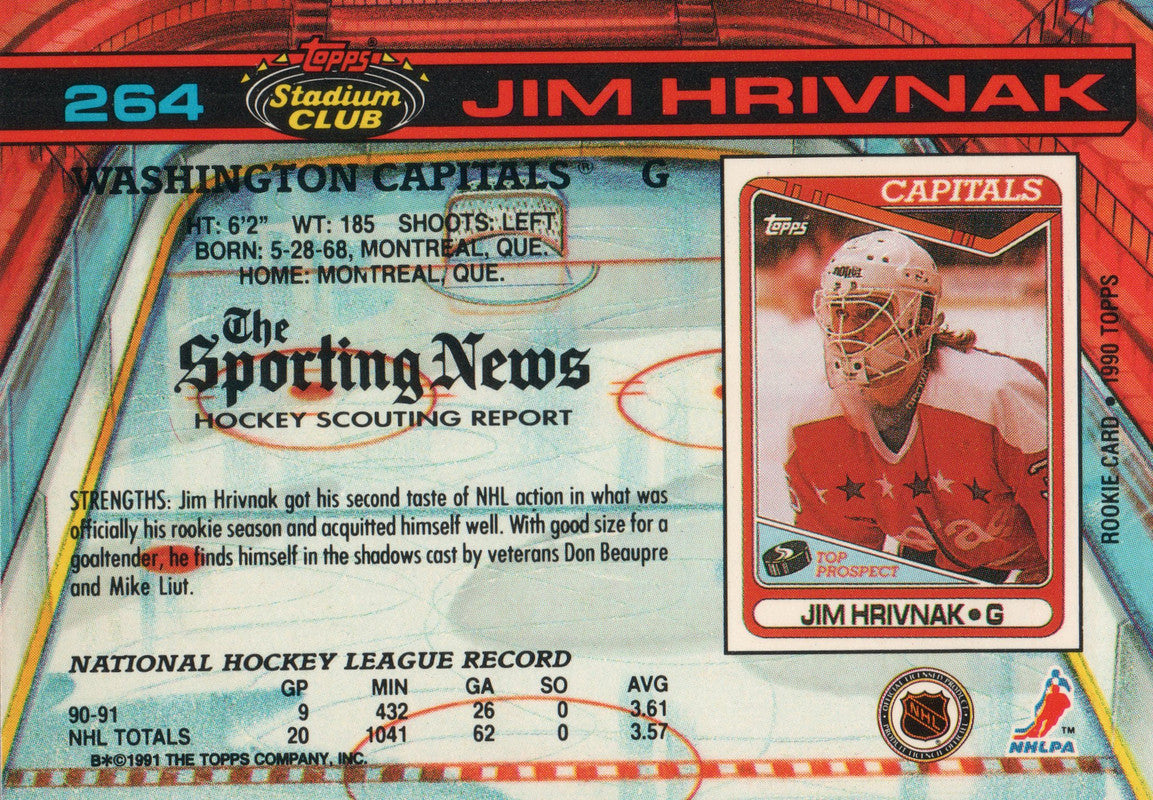 264
TOPPS®
Stadium
CLUB
JIM HRIVNAK
WASHINGTON CAPITALS® G
HT: 6'2" WT: 185 SHOOTS: LEFT
BORN: 5-28-68, MONTREAL, QUE.
HOME: MONTREAL, QUE.
The
Sporting News
HOCKEY SCOUTING REPORT
STRENGTHS: Jim Hrivnak got his second taste of NHL action in what was
officially his rookie season and acquitted himself well. With good size for a
goaltender, he finds himself in the shadows cast by veterans Don Beaupre
and Mike Liut.
NATIONAL HOCKEY LEAGUE RECORD
GP MIN GA SO AVG
90-91 9 432 26 0 3.61
NHL TOTALS 20 1041 62 0 3.57
B*©1991 THE TOPPS COMPANY, INC.
CAPITALS
TOPPS
TOP
PROSPECT
JIM HRIVNAK • G
ROOKIE CARD • 1990 TOPPS
NHL
NHLPA
TM